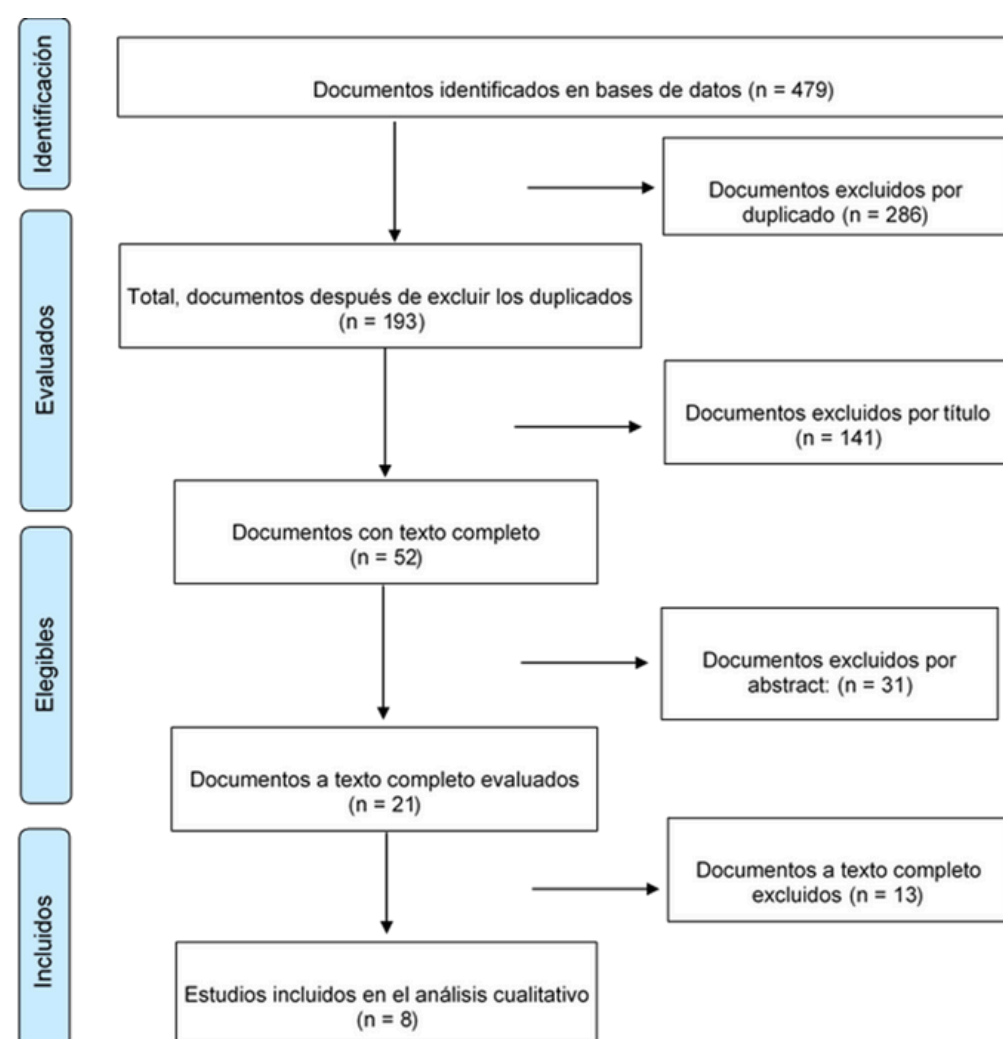 Identificación
Documentos identificados en bases de datos (n = 479)
Documentos excluidos por
duplicado (n = 286)
Evaluados
Total, documentos después de excluir los duplicados
(n = 193)
Documentos excluidos por título
(n = 141)
Documentos con texto completo
(n = 52)
Elegibles
Documentos excluidos por
abstract: (n = 31)
Documentos a texto completo evaluados
(n = 21)
Incluidos
Documentos a texto completo
excluidos (n = 13)
Estudios incluidos en el análisis cualitativo
(n = 8)